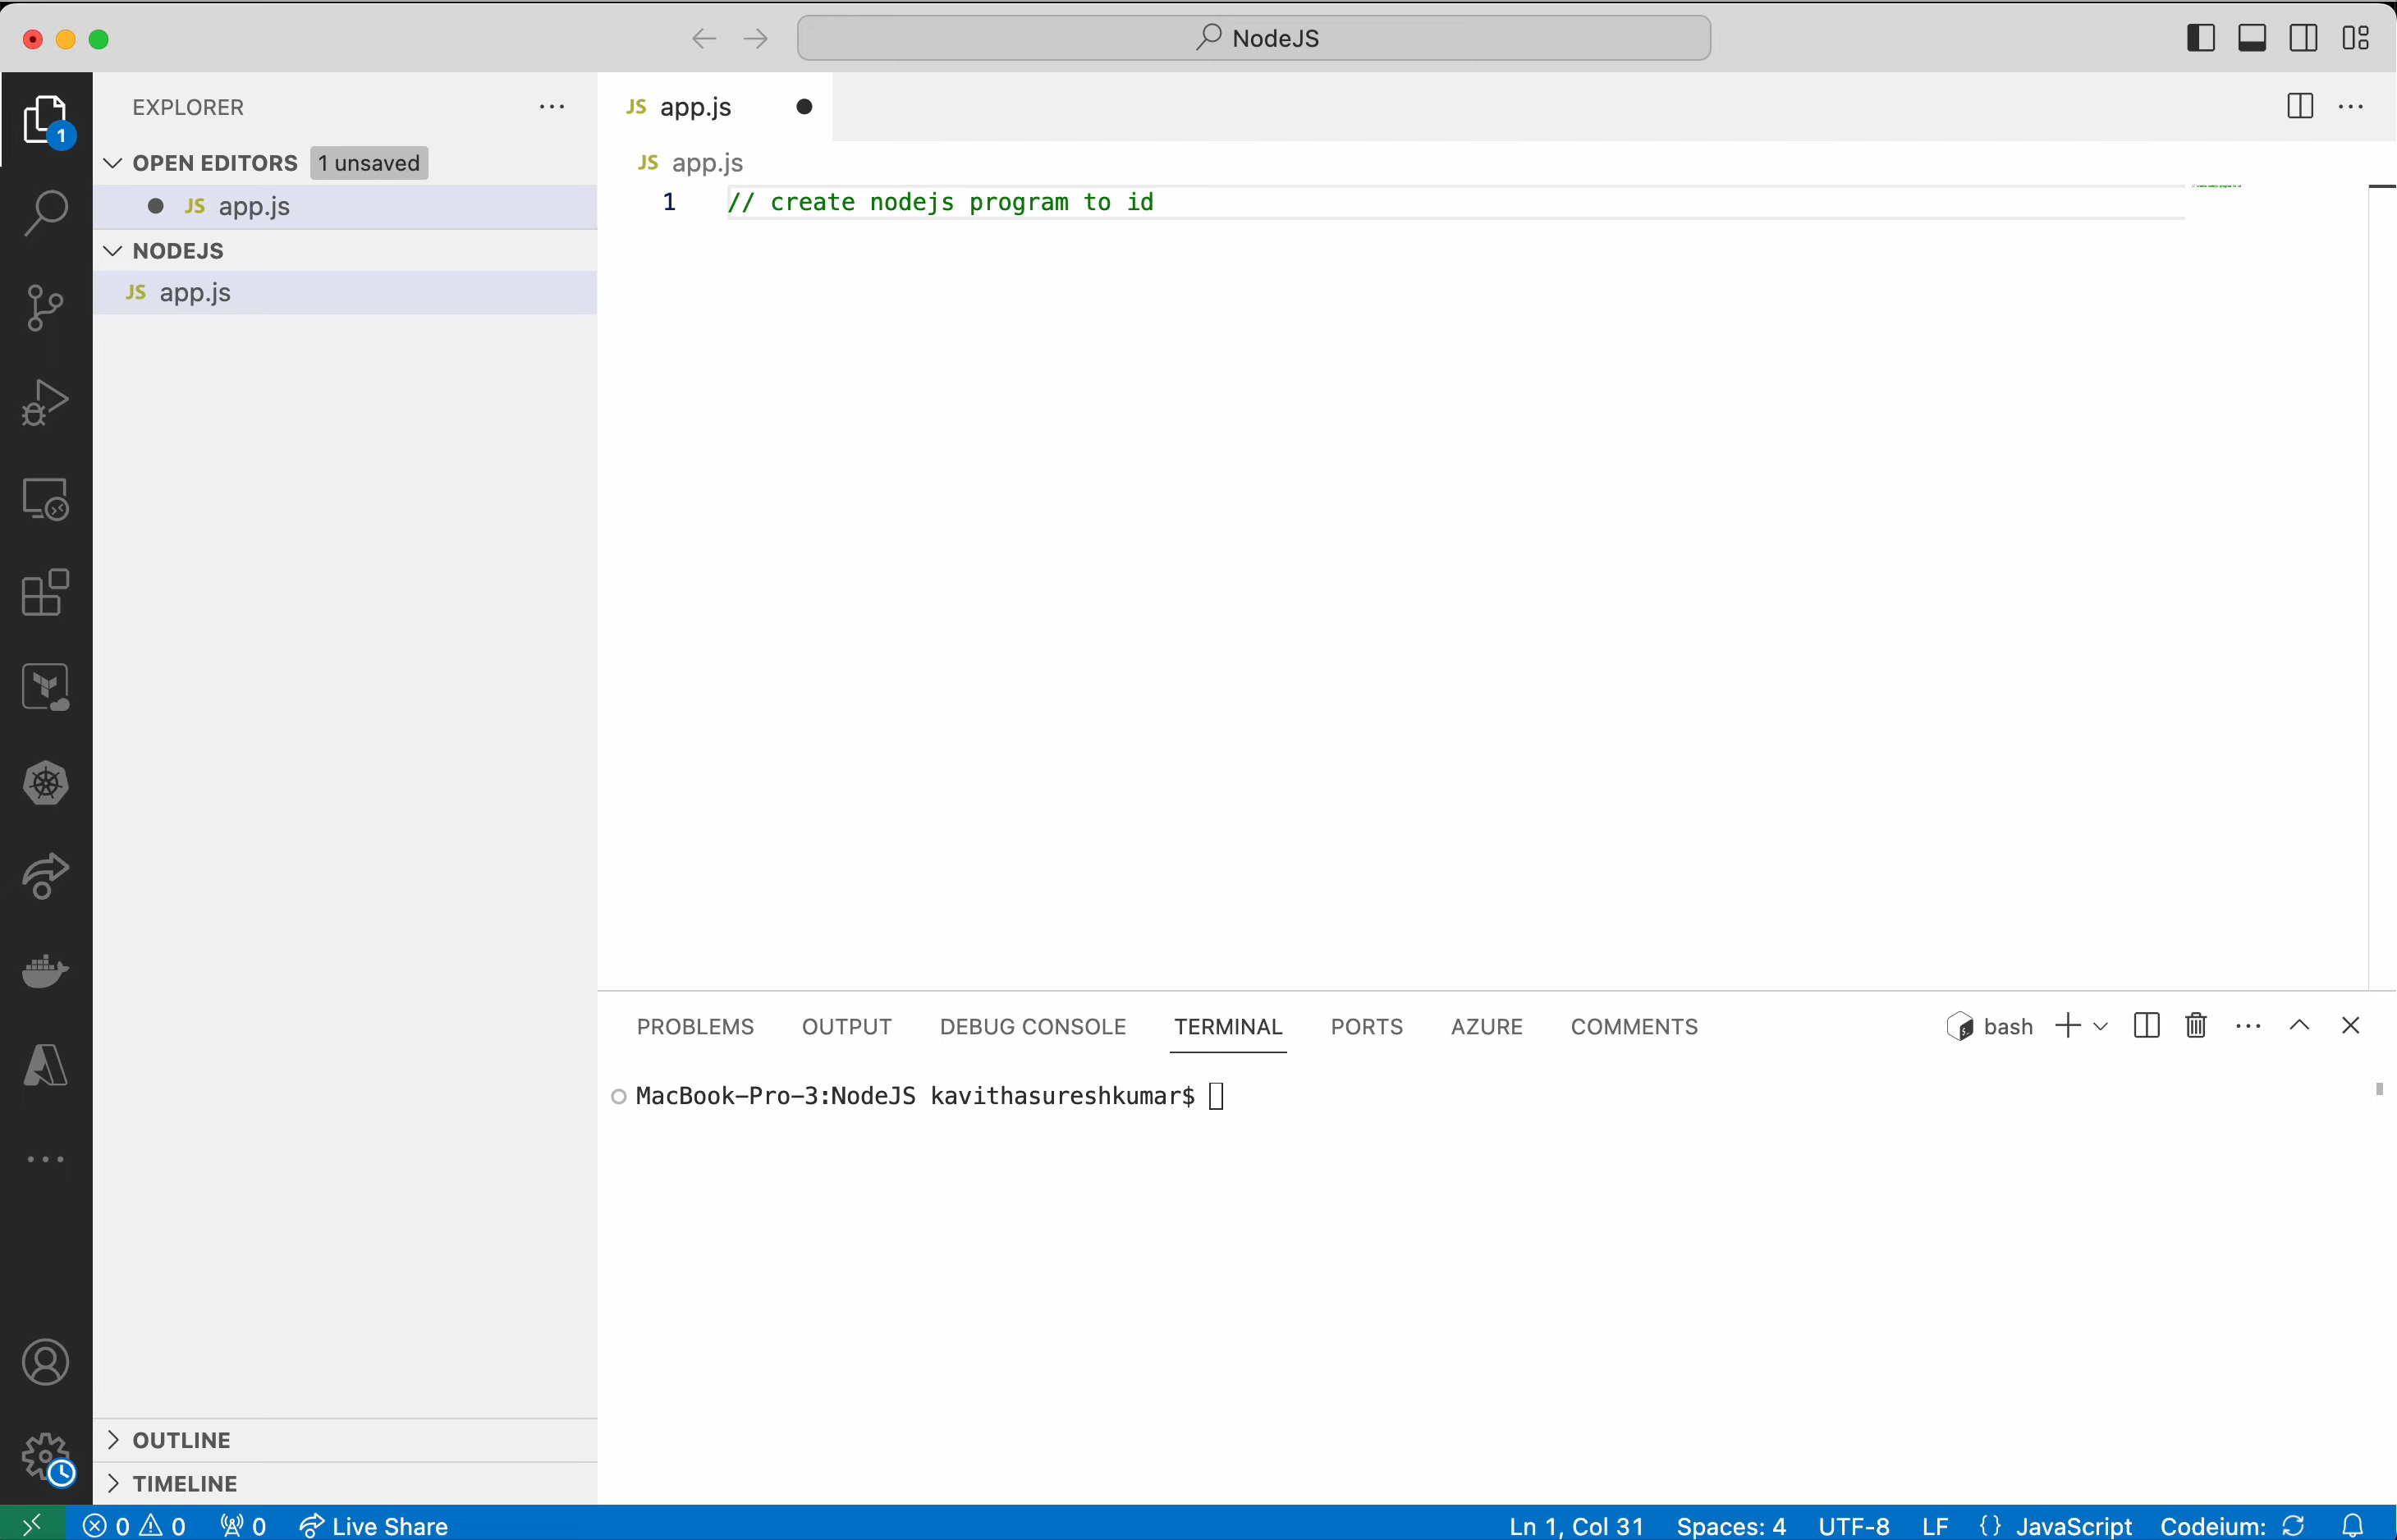 NodeJS
1
EXPLORER
OPEN EDITORS 1 unsaved
JS app.js
NODEJS
JS app.js
JS app.js
JS app.js
1 // create nodejs program to id
PROBLEMS OUTPUT DEBUG CONSOLE TERMINAL PORTS AZURE COMMENTS bash
MacBook-Pro-3:NodeJS kavithasureshkumar$
OUTLINE
TIMELINE
0 0 0 Live Share Ln 1, Col 31 Spaces: 4 UTF-8 LF {} JavaScript Codeium: